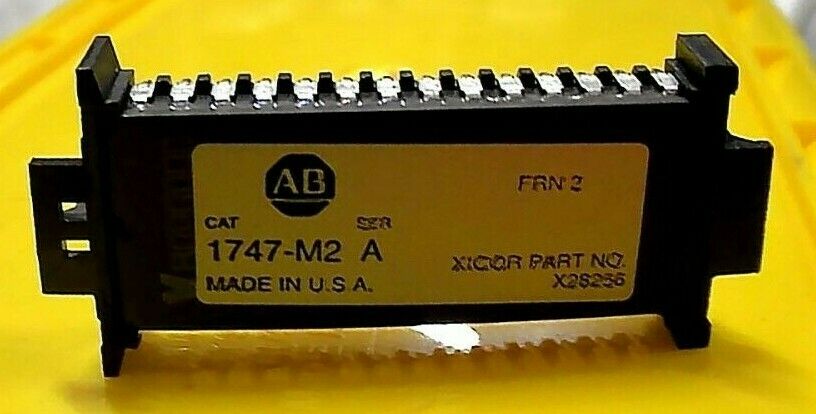 AB
FRN 2
CAT SER
1747-M2 A
MADE IN U.S.A.
XICOR PART NO.
X28256